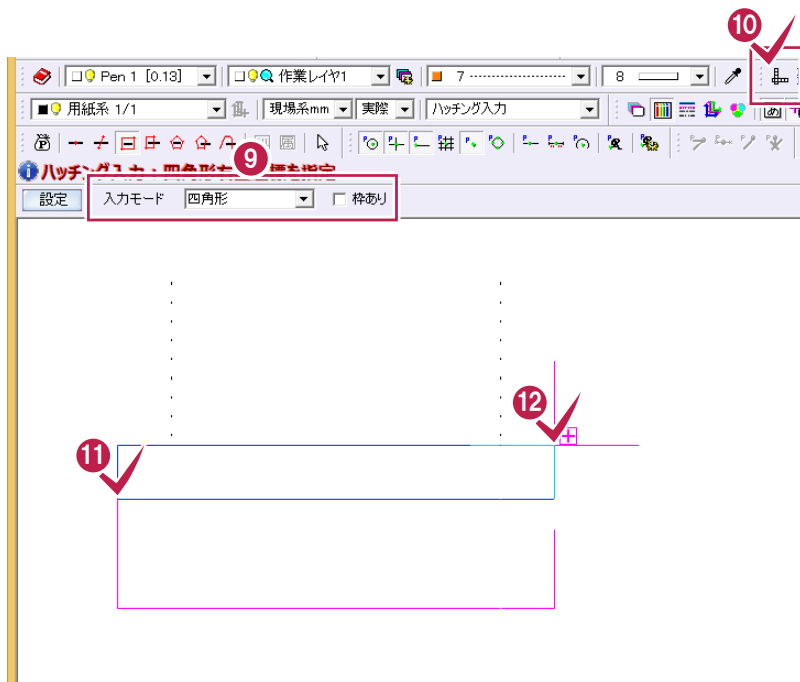 10
Pen 1 [0.13] 作業レイヤ1 7 8
用紙系 1/1 現場系mm 実際 ハッチング入力 あ
9
ハッチング入力:四角形
設定 入力モード 四角形 枠あり
12
11